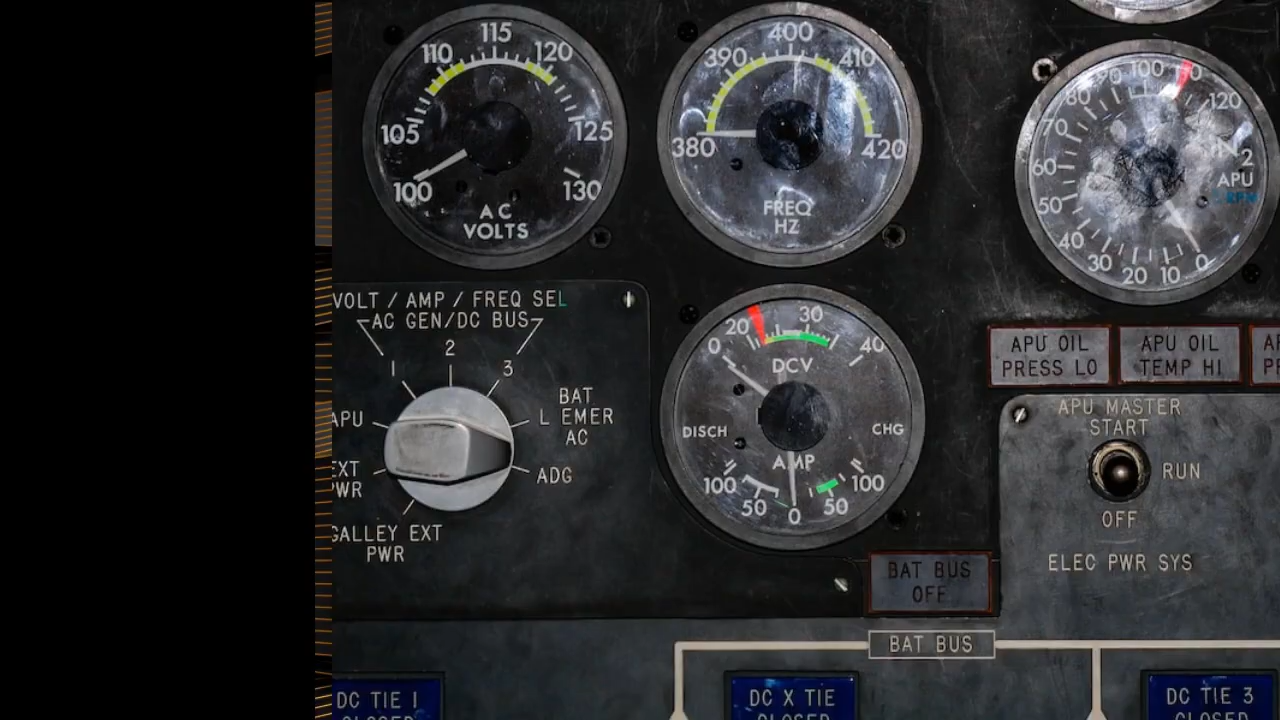 115
110
120
105
125
100
130
AC
VOLTS
400
390
410
380
420
FREQ
HZ
100
90
80
120
70
60
2
APU
50
40
30
20
10
0
VOLT / AMP / FREQ SEL
AC GEN/DC BUS
1
2
3
APU
BAT
L EMER
AC
EXT
PWR
ADG
GALLEY EXT
PWR
30
20
0
40
DCV
DISCH
CHG
AMP
100
100
50
50
0
APU OIL
PRESS LO
APU OIL
TEMP HI
APU MASTER
START
RUN
OFF
ELEC PWR SYS
BAT BUS
OFF
BAT BUS
DC TIE 1
CLOSED
DC X TIE
CLOSED
DC TIE 3
CLOSED